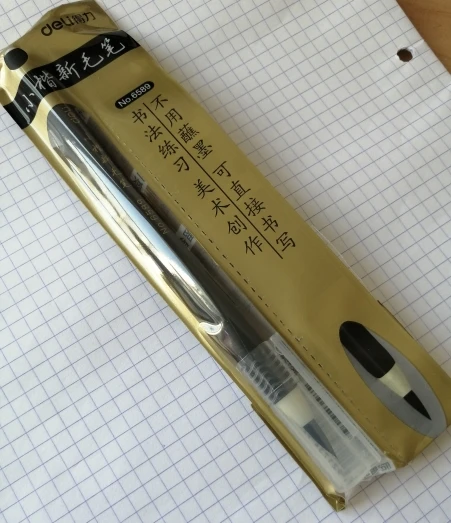 deli得力
小楷新毛笔
No.6589
不用蘸墨 可直接书写
书法练习 美术创作